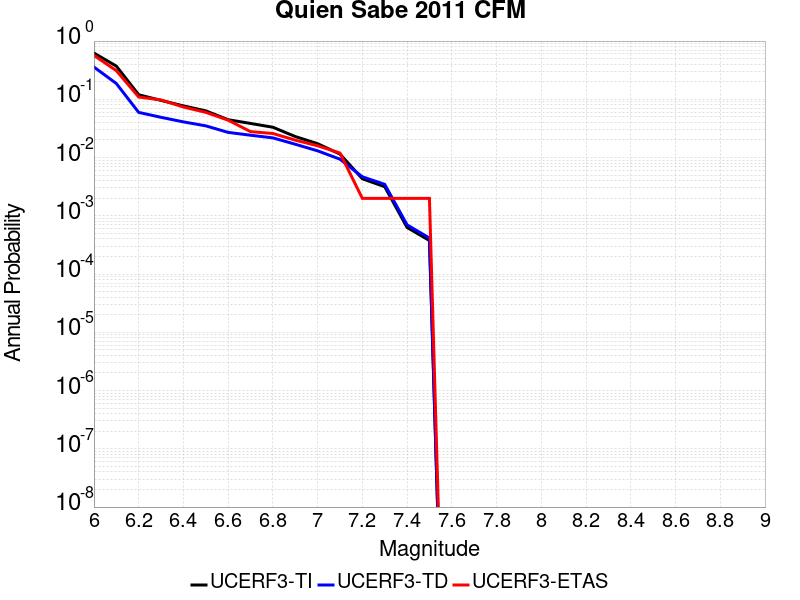 Quien Sabe 2011 CFM
10^0
10^-1
10^-2
10^-3
10^-4
10^-5
10^-6
10^-7
10^-8
Annual Probability
6 6.2 6.4 6.6 6.8 7 7.2 7.4 7.6 7.8 8 8.2 8.4 8.6 8.8 9
Magnitude
UCERF3-TI UCERF3-TD UCERF3-ETAS